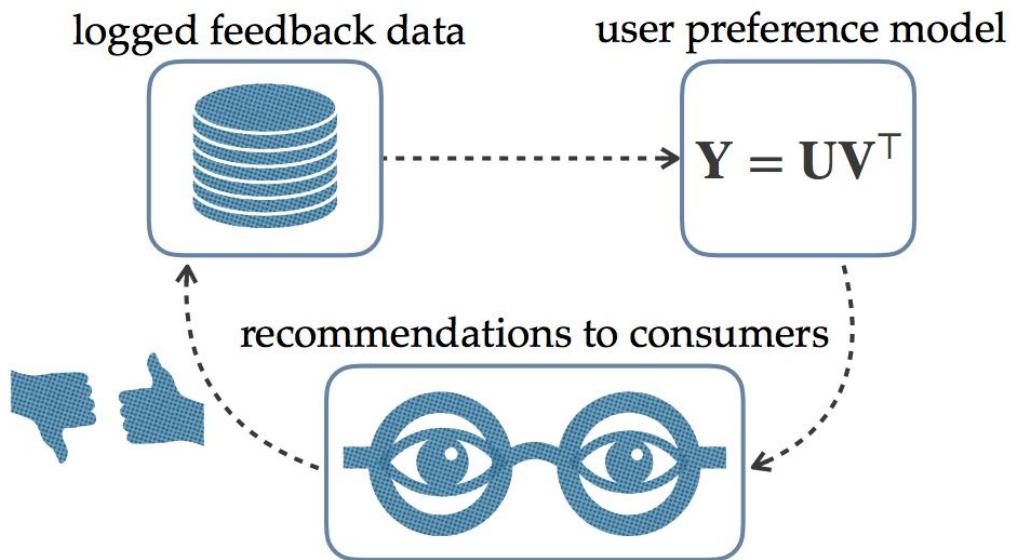 logged feedback data
user preference model
Y = UV⊤
recommendations to consumers